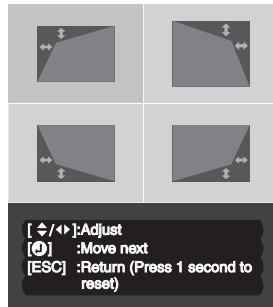 [ ⬍/◂▸ ]:Adjust
[⏎] :Move next
[ESC] :Return (Press 1 second to
reset)